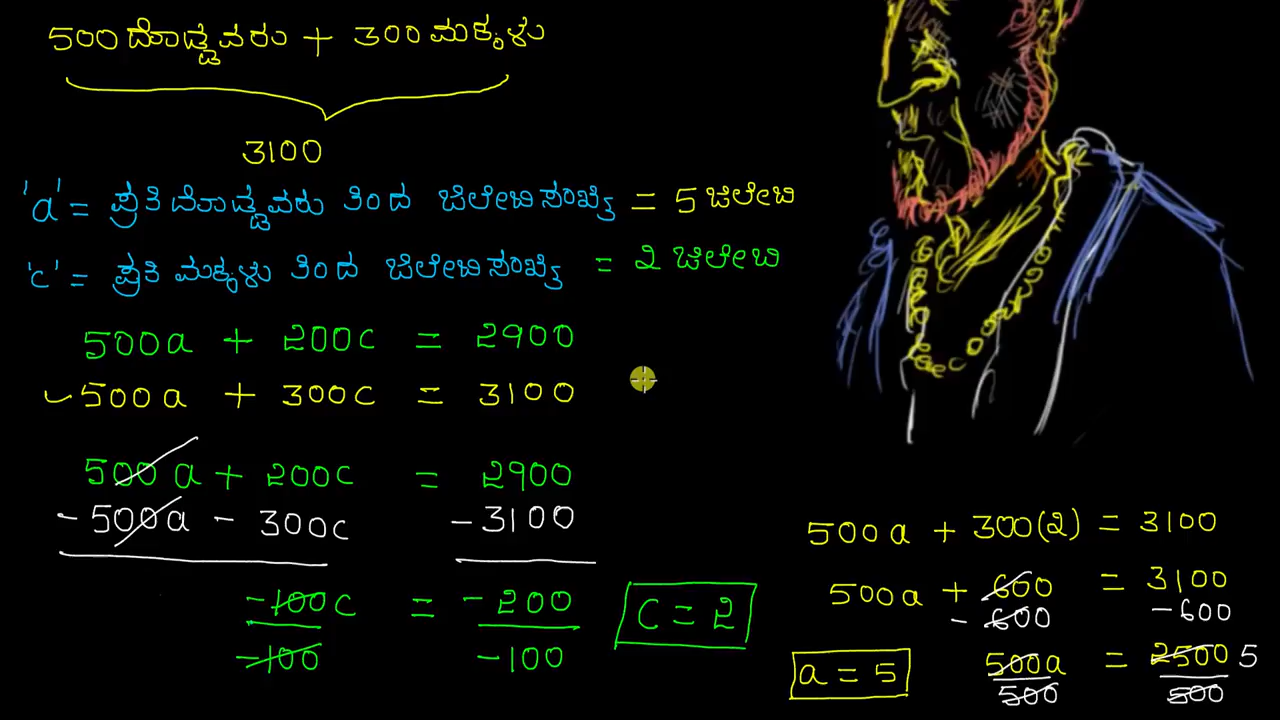 500 ದೊಡ್ಡವರು + 300 ಮಕ್ಕಳು
3100
'a' = ಪ್ರತಿ ದೊಡ್ಡವರು ತಿಂದ ಜಿಲೇಬಿ ಸಂಖ್ಯೆ = 5 ಜಿಲೇಬಿ
'c' = ಪ್ರತಿ ಮಕ್ಕಳು ತಿಂದ ಜಿಲೇಬಿ ಸಂಖ್ಯೆ = 2 ಜಿಲೇಬಿ
500a + 200c = 2900
500a + 300c = 3100
500a + 200c = 2900
- 500a - 300c - 3100
-100c = -200
-100 -100
c = 2
500a + 300(2) = 3100
500a + 600 = 3100
- 600 - 600
500a = 2500 5
500 500
a = 5